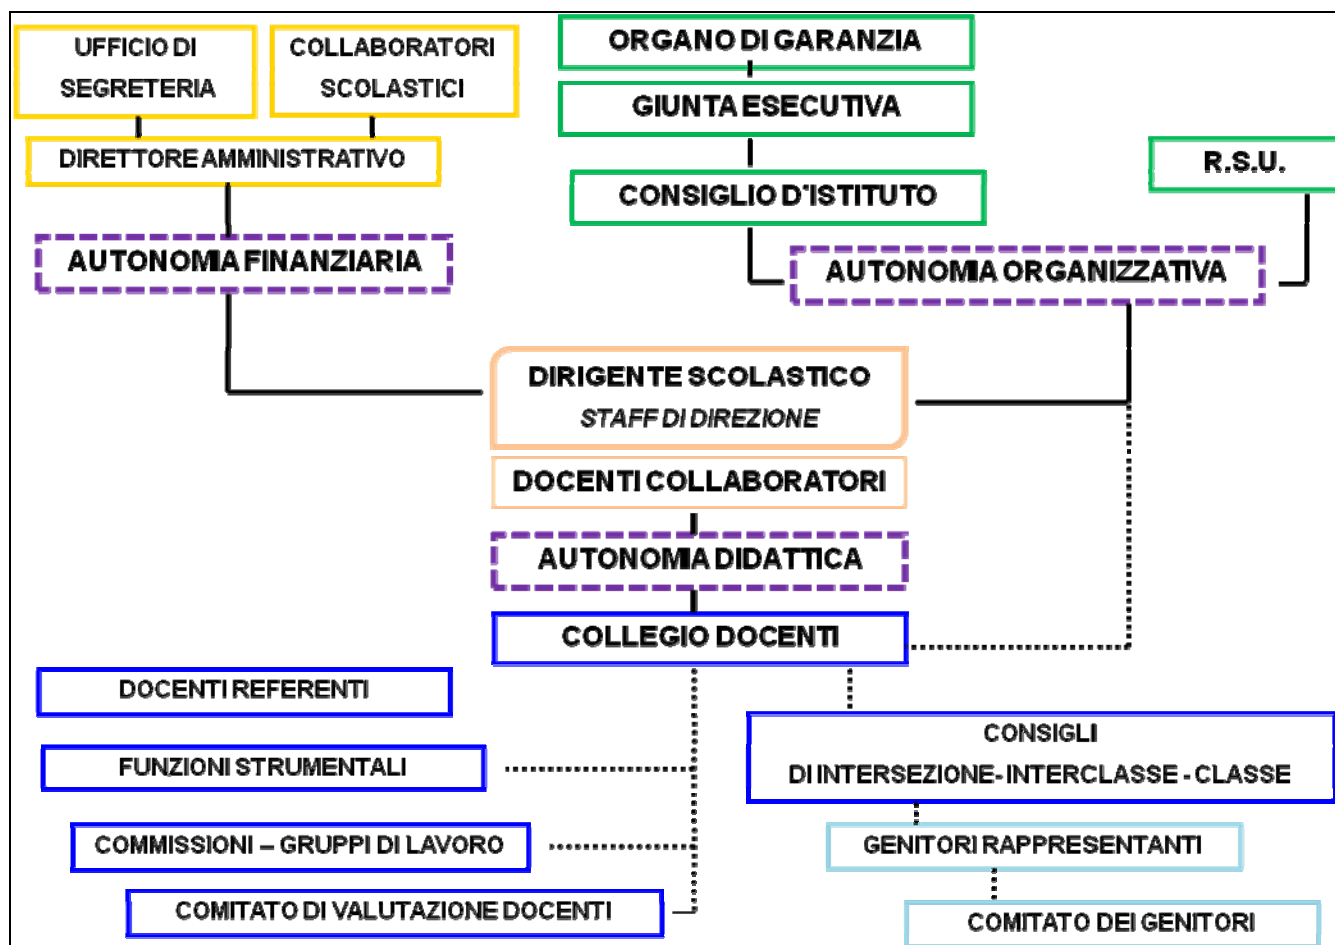 UFFICIO DI
SEGRETERIA
COLLABORATORI
SCOLASTICI
DIRETTORE AMMINISTRATIVO
AUTONOMIA FINANZIARIA
ORGANO DI GARANZIA
GIUNTA ESECUTIVA
CONSIGLIO D'ISTITUTO
R.S.U.
AUTONOMIA ORGANIZZATIVA
DIRIGENTE SCOLASTICO
STAFF DI DIREZIONE
DOCENTI COLLABORATORI
AUTONOMIA DIDATTICA
COLLEGIO DOCENTI
DOCENTI REFERENTI
FUNZIONI STRUMENTALI
COMMISSIONI – GRUPPI DI LAVORO
COMITATO DI VALUTAZIONE DOCENTI
CONSIGLI
DI INTERSEZIONE- INTERCLASSE - CLASSE
GENITORI RAPPRESENTANTI
COMITATO DEI GENITORI